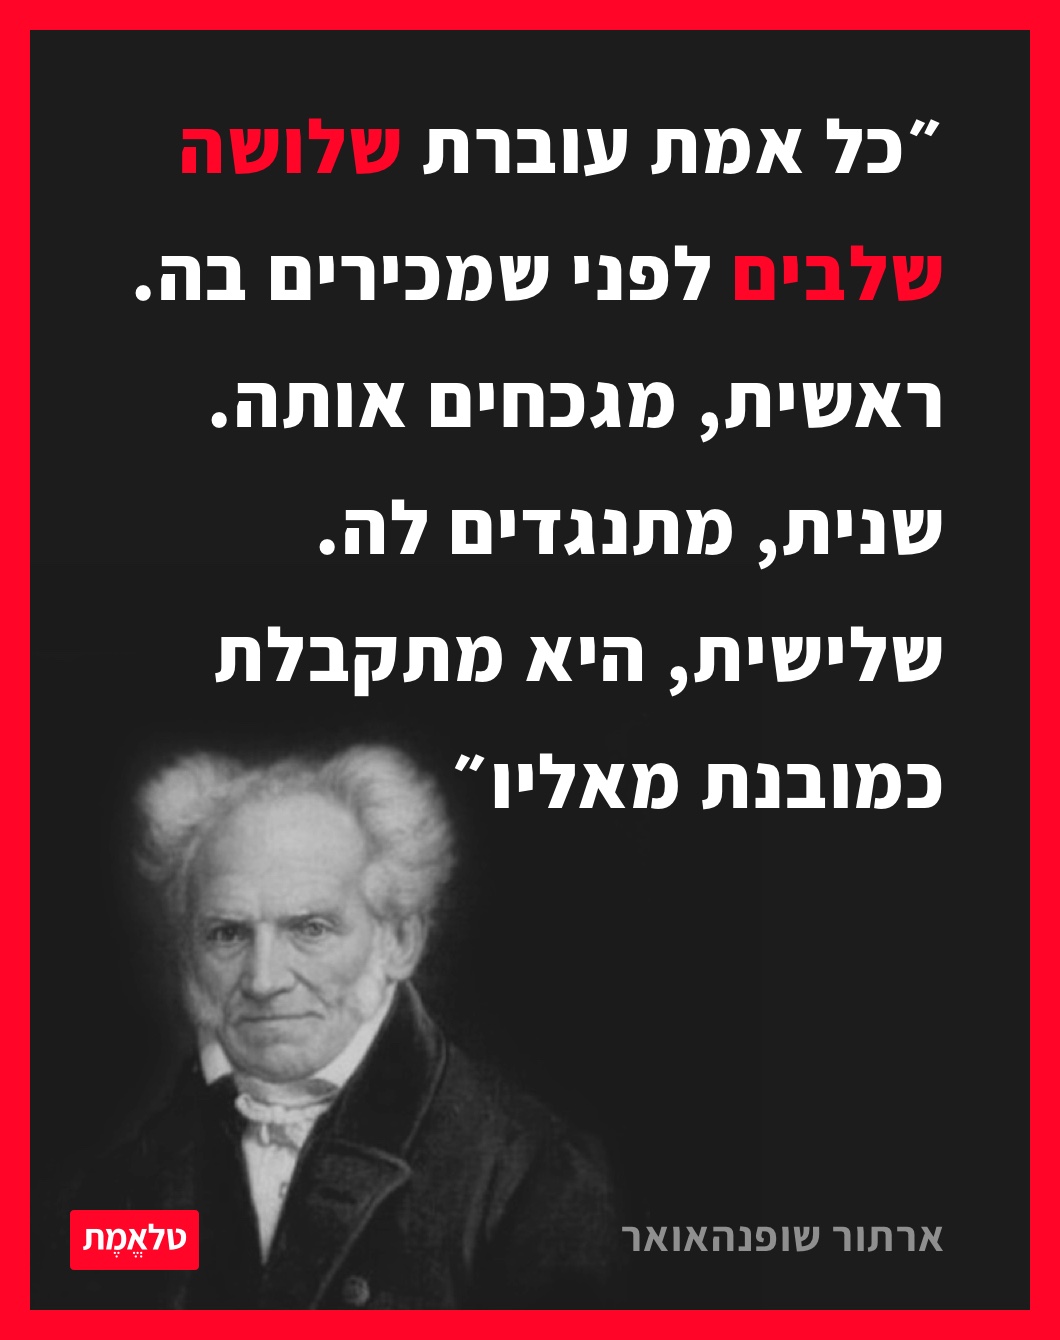 ״כל אמת עוברת שלושה
שלבים לפני שמכירים בה.
ראשית, מגכחים אותה.
שנית, מתנגדים לה.
שלישית, היא מתקבלת
כמובנת מאליו״
ארתור שופנהאואר
טלאֱמֶת